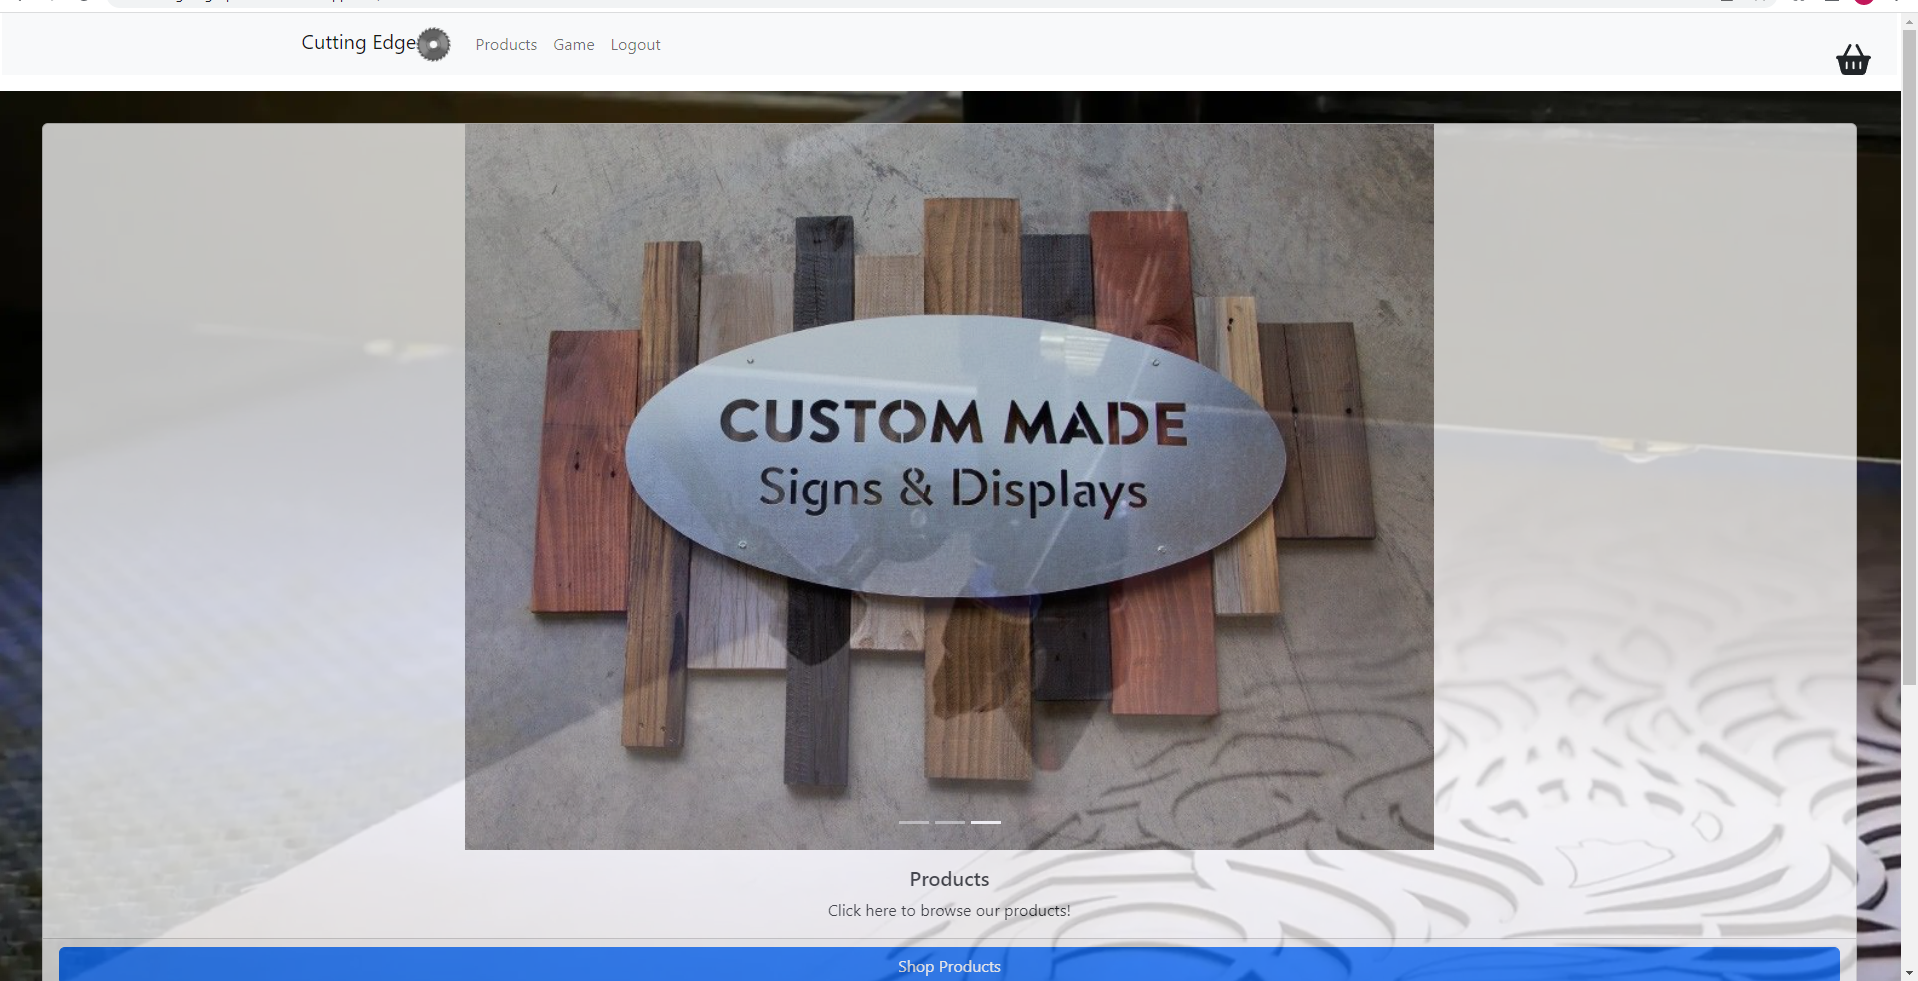 Cutting Edge Products Game Logout
CUSTOM MADE
Signs & Displays
Products
Click here to browse our products!
Shop Products